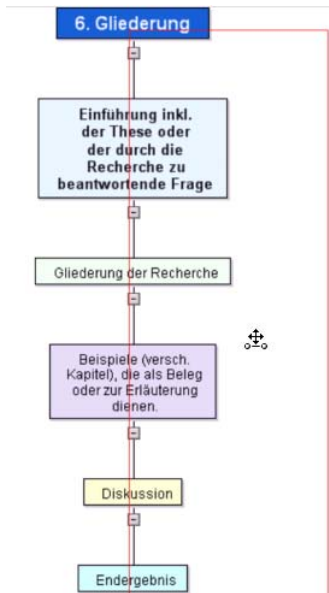 6. Gliederung
Einführung inkl.
der These oder
der durch die
Recherche zu
beantwortende Frage
Gliederung der Recherche
Beispiele (versch.
Kapitel), die als Beleg
oder zur Erläuterung
dienen.
Diskussion
Endergebnis